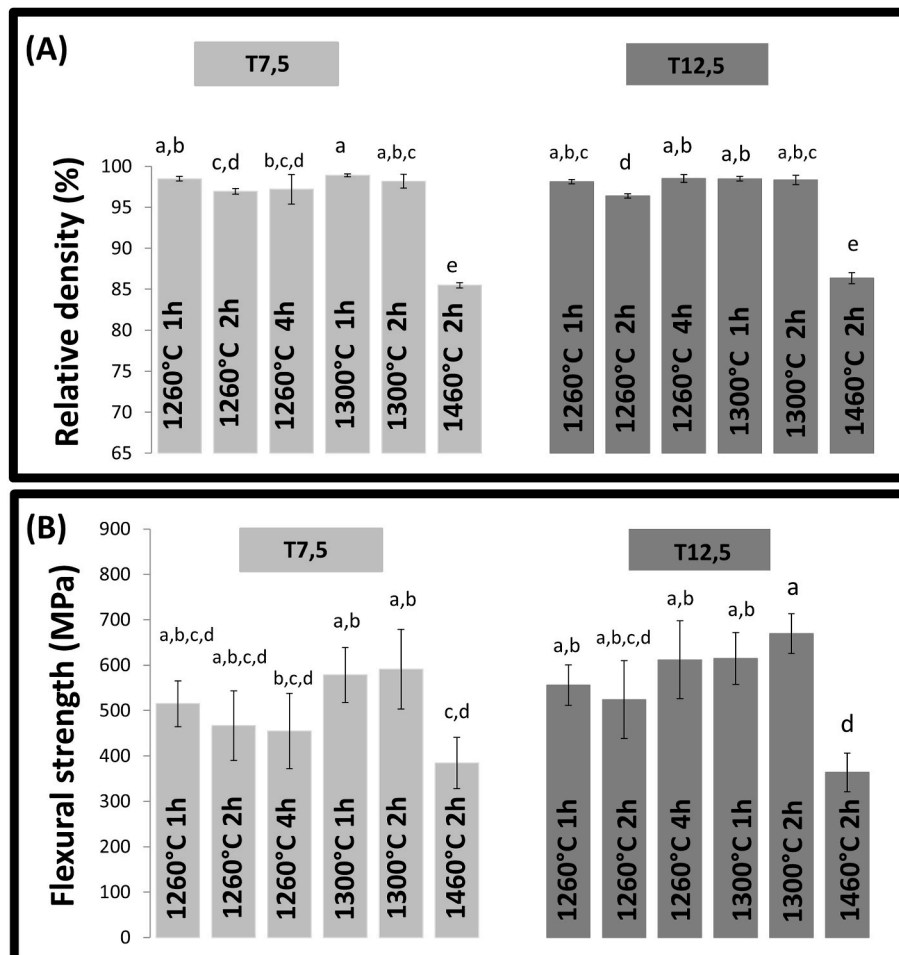 (A)
T7,5
T12,5
Relative density (%)
100
95
90
85
80
75
70
65
a,b
c,d
b,c,d
a
a,b,c
e
a,b,c
d
a,b
a,b
a,b,c
e
1260°C 1h
1260°C 2h
1260°C 4h
1300°C 1h
1300°C 2h
1460°C 2h
1260°C 1h
1260°C 2h
1260°C 4h
1300°C 1h
1300°C 2h
1460°C 2h
(B)
T7,5
T12,5
Flexural strength (MPa)
900
800
700
600
500
400
300
200
100
0
a,b,c,d
a,b,c,d
b,c,d
a,b
a,b
c,d
a,b
a,b,c,d
a,b
a,b
a
d
1260°C 1h
1260°C 2h
1260°C 4h
1300°C 1h
1300°C 2h
1460°C 2h
1260°C 1h
1260°C 2h
1260°C 4h
1300°C 1h
1300°C 2h
1460°C 2h